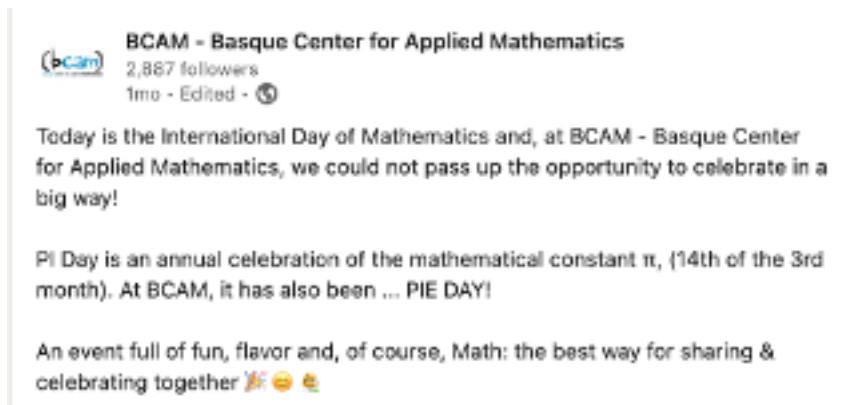 (bcam)
BCAM - Basque Center for Applied Mathematics
2,887 followers
1mo • Edited •
Today is the International Day of Mathematics and, at BCAM - Basque Center
for Applied Mathematics, we could not pass up the opportunity to celebrate in a
big way!
PI Day is an annual celebration of the mathematical constant π, (14th of the 3rd
month). At BCAM, it has also been ... PIE DAY!
An event full of fun, flavor and, of course, Math: the best way for sharing &
celebrating together 🎉😊